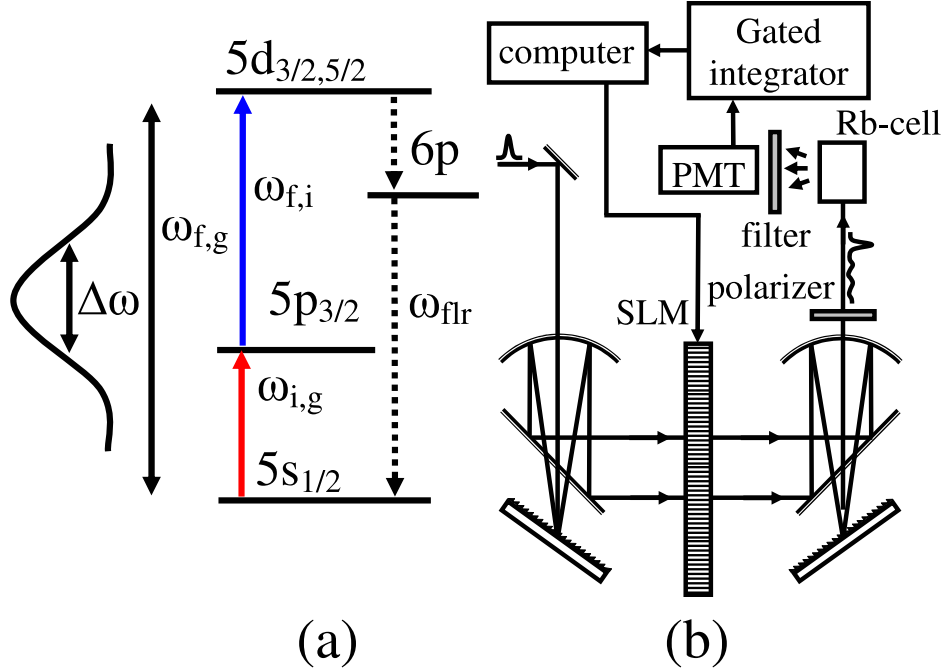 5d3/2,5/2
6p
ωf,i
ωf,g
Δω
5p3/2
ωflr
ωi,g
5s1/2
(a)
computer
Gated
integrator
Rb-cell
PMT
filter
polarizer
SLM
(b)